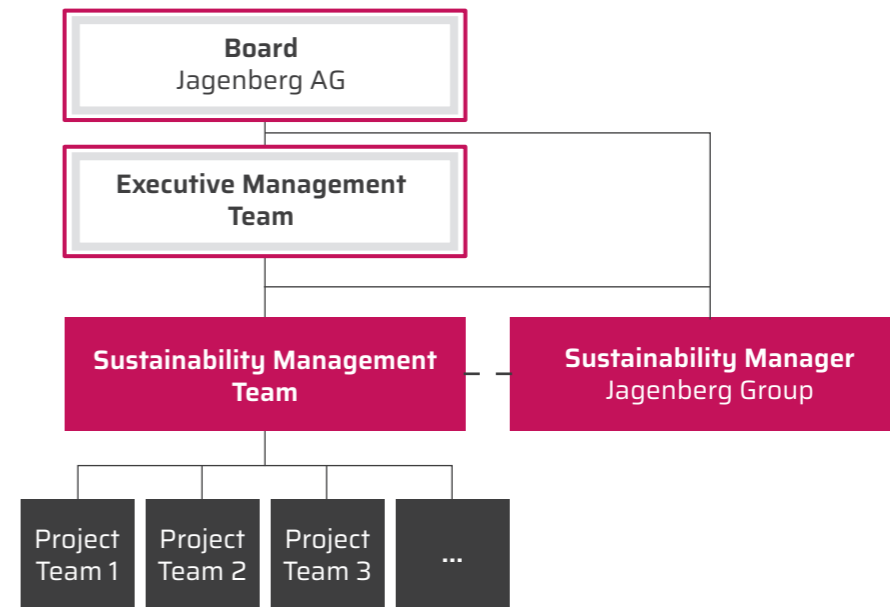 Board
Jagenberg AG
Executive Management
Team
Sustainability Management
Team
Sustainability Manager
Jagenberg Group
Project
Team 1
Project
Team 2
Project
Team 3
...